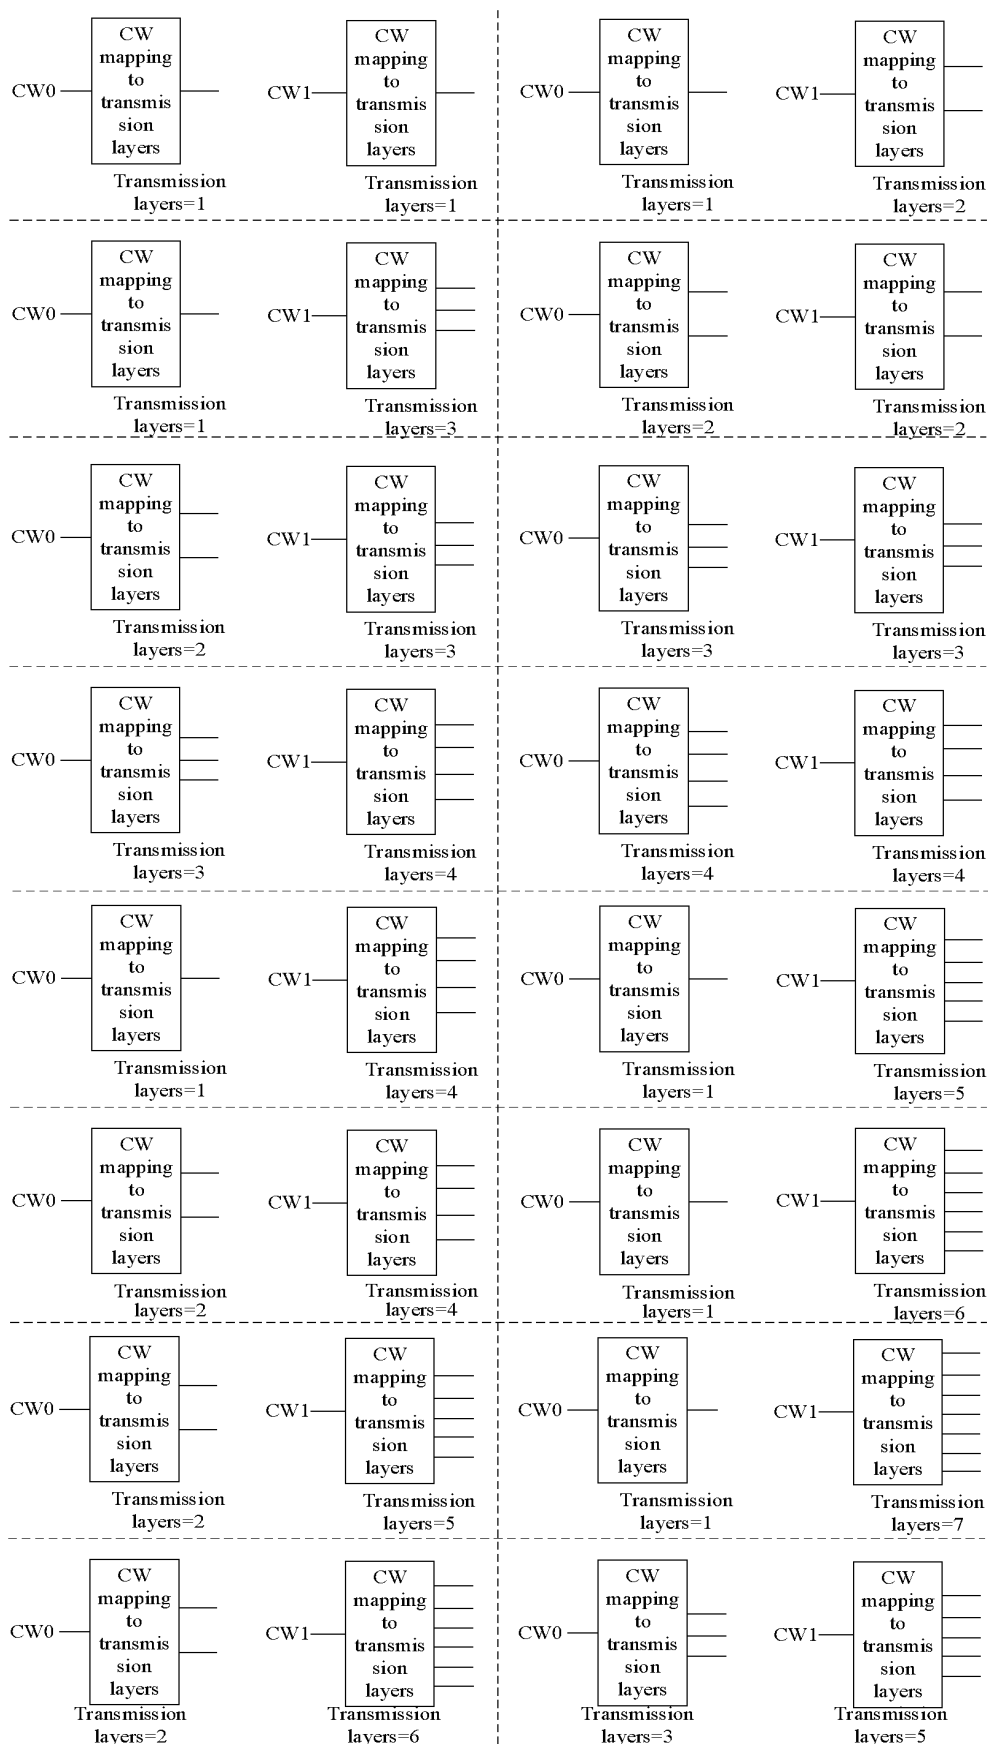 CW0
CW
mapping
to
transmis
sion
layers
Transmission
layers=1
CW1
CW
mapping
to
transmis
sion
layers
Transmission
layers=1
CW0
CW
mapping
to
transmis
sion
layers
Transmission
layers=1
CW1
CW
mapping
to
transmis
sion
layers
Transmission
layers=2
CW0
CW
mapping
to
transmis
sion
layers
Transmission
layers=1
CW1
CW
mapping
to
transmis
sion
layers
Transmission
layers=3
CW0
CW
mapping
to
transmis
sion
layers
Transmission
layers=2
CW1
CW
mapping
to
transmis
sion
layers
Transmission
layers=2
CW0
CW
mapping
to
transmis
sion
layers
Transmission
layers=2
CW1
CW
mapping
to
transmis
sion
layers
Transmission
layers=3
CW0
CW
mapping
to
transmis
sion
layers
Transmission
layers=3
CW1
CW
mapping
to
transmis
sion
layers
Transmission
layers=3
CW0
CW
mapping
to
transmis
sion
layers
Transmission
layers=3
CW1
CW
mapping
to
transmis
sion
layers
Transmission
layers=4
CW0
CW
mapping
to
transmis
sion
layers
Transmission
layers=4
CW1
CW
mapping
to
transmis
sion
layers
Transmission
layers=4
CW0
CW
mapping
to
transmis
sion
layers
Transmission
layers=1
CW1
CW
mapping
to
transmis
sion
layers
Transmission
layers=4
CW0
CW
mapping
to
transmis
sion
layers
Transmission
layers=1
CW1
CW
mapping
to
transmis
sion
layers
Transmission
layers=5
CW0
CW
mapping
to
transmis
sion
layers
Transmission
layers=2
CW1
CW
mapping
to
transmis
sion
layers
Transmission
layers=4
CW0
CW
mapping
to
transmis
sion
layers
Transmission
layers=1
CW1
CW
mapping
to
transmis
sion
layers
Transmission
layers=6
CW0
CW
mapping
to
transmis
sion
layers
Transmission
layers=2
CW1
CW
mapping
to
transmis
sion
layers
Transmission
layers=5
CW0
CW
mapping
to
transmis
sion
layers
Transmission
layers=1
CW1
CW
mapping
to
transmis
sion
layers
Transmission
layers=7
CW0
CW
mapping
to
transmis
sion
layers
Transmission
layers=2
CW1
CW
mapping
to
transmis
sion
layers
Transmission
layers=6
CW0
CW
mapping
to
transmis
sion
layers
Transmission
layers=3
CW1
CW
mapping
to
transmis
sion
layers
Transmission
layers=5